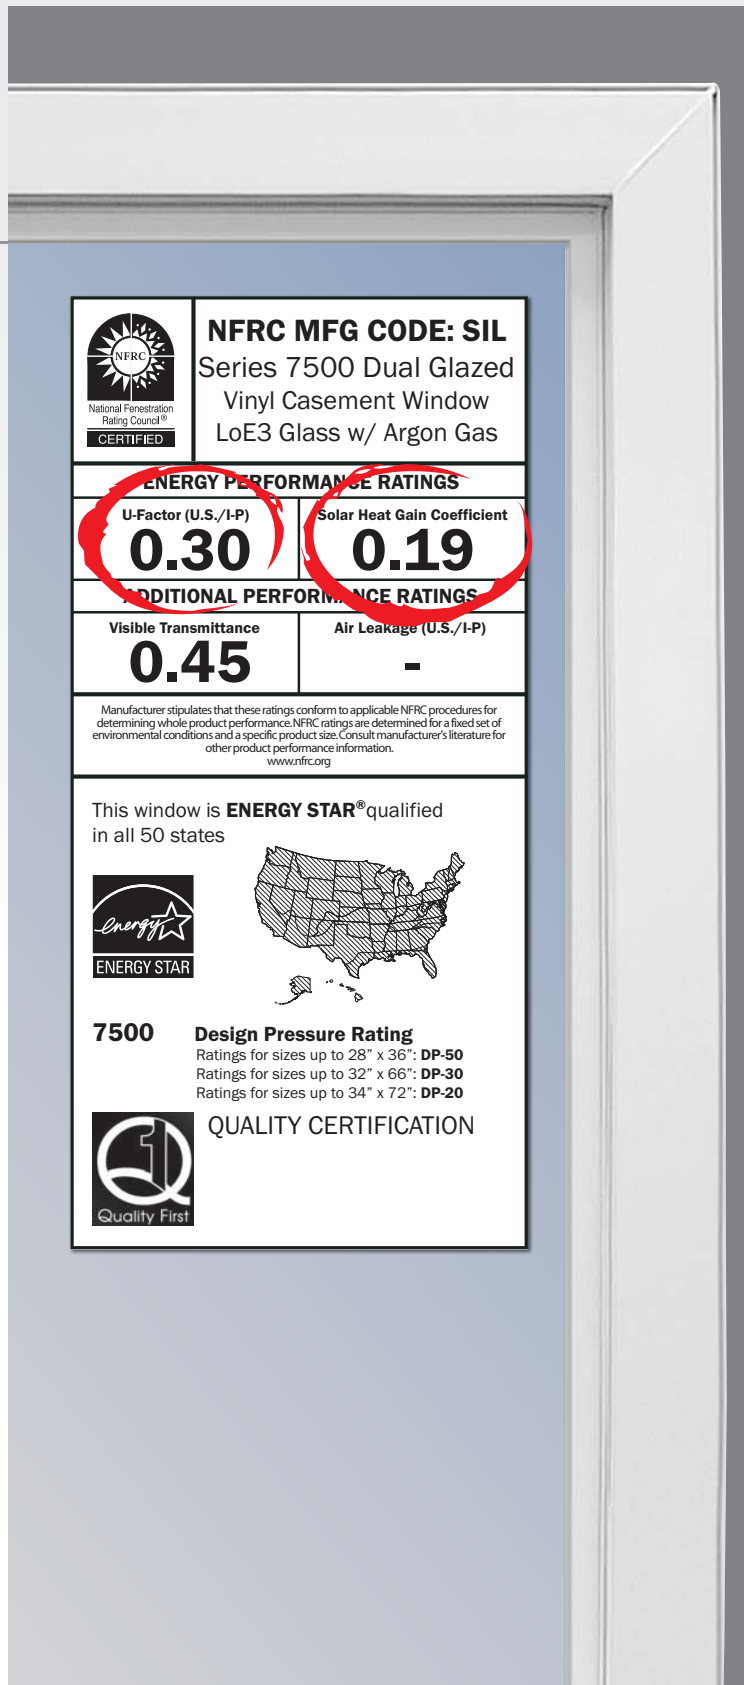 NFRC
National Fenestration
Rating Council®
CERTIFIED
NFRC MFG CODE: SIL
Series 7500 Dual Glazed
Vinyl Casement Window
LoE3 Glass w/ Argon Gas
ENERGY PERFORMANCE RATINGS
U-Factor (U.S./I-P)
0.30
Solar Heat Gain Coefficient
0.19
ADDITIONAL PERFORMANCE RATINGS
Visible Transmittance
0.45
Air Leakage (U.S./I-P)
-
Manufacturer stipulates that these ratings conform to applicable NFRC procedures for
determining whole product performance. NFRC ratings are determined for a fixed set of
environmental conditions and a specific product size. Consult manufacturer's literature for
other product performance information.
www.nfrc.org
This window is ENERGY STAR® qualified
in all 50 states
energy
ENERGY STAR
7500 Design Pressure Rating
Ratings for sizes up to 28” x 36”: DP-50
Ratings for sizes up to 32” x 66”: DP-30
Ratings for sizes up to 34” x 72”: DP-20
Q1
Quality First
QUALITY CERTIFICATION